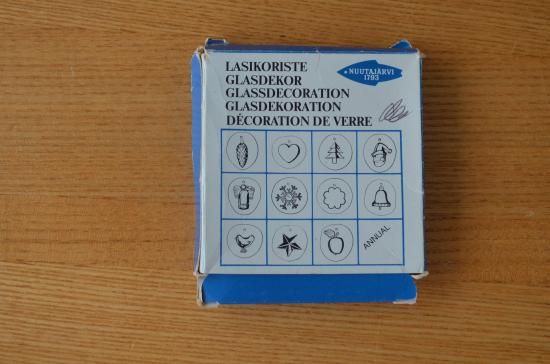 LASIKORISTE
GLASDEKOR
GLASSDECORATION
GLASDEKORATION
DÉCORATION DE VERRE
NUUTAJÄRVI
1793
ANNUAL